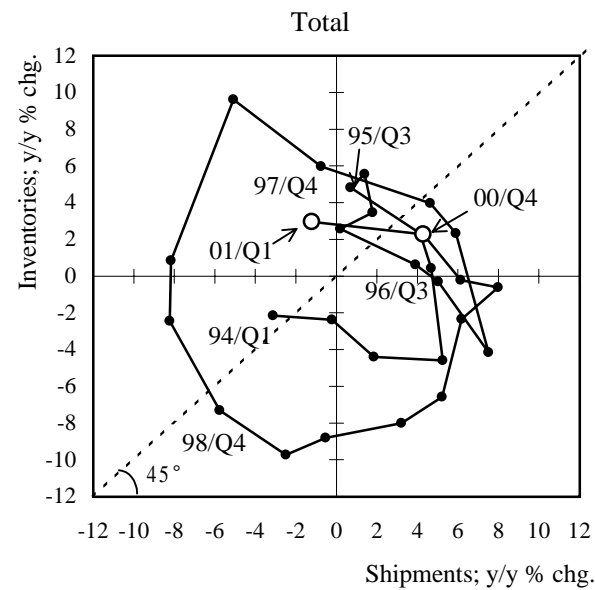 Total
Inventories; y/y % chg.
12
10
8
6
4
2
0
-2
-4
-6
-8
-10
-12
95/Q3
97/Q4
00/Q4
01/Q1
96/Q3
94/Q1
98/Q4
45°
-12 -10 -8 -6 -4 -2 0 2 4 6 8 10 12
Shipments; y/y % chg.